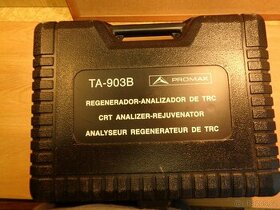 TA-903B
PROMAX
REGENERADOR-ANALIZADOR DE TRC
CRT ANALIZER-REJUVENATOR
ANALYSEUR REGENERATEUR DE TRC